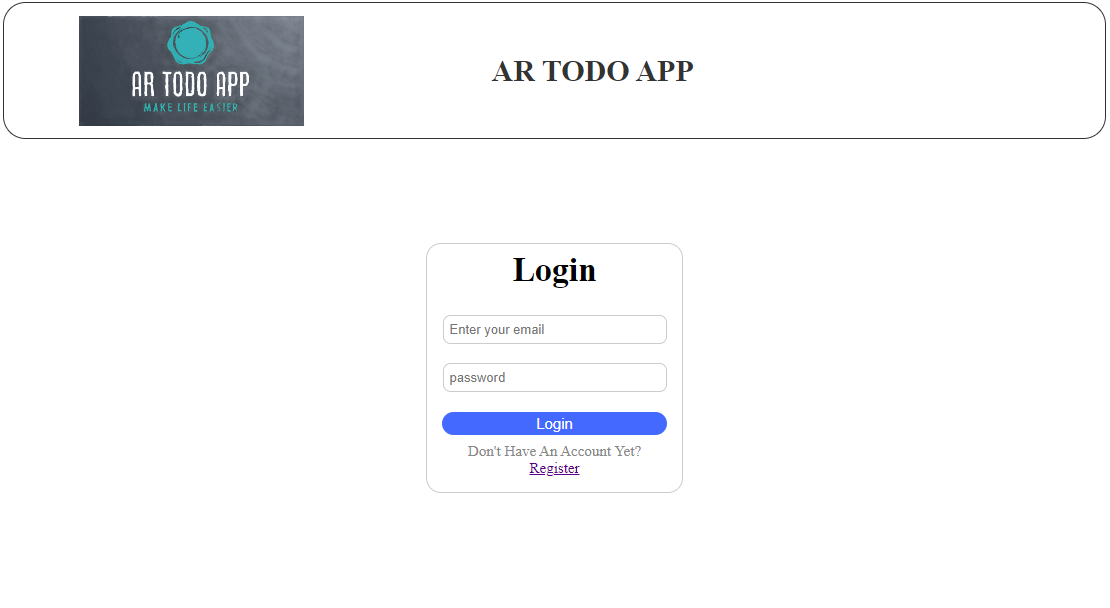 AR TODO APP
MAKE LIFE EASIER
AR TODO APP
Login
Enter your email
password
Login
Don't Have An Account Yet?
Register